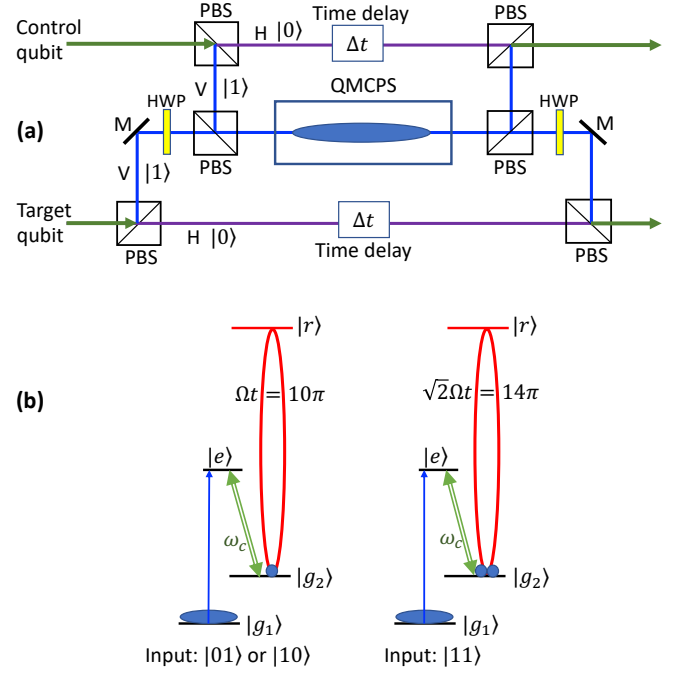 PBS
Time delay
PBS
Control
qubit
H |0⟩
Δt
V |1⟩
QMCPS
HWP
HWP
(a)
M
M
PBS
PBS
V |1⟩
Target
qubit
Δt
PBS
H |0⟩
Time delay
PBS
(b)
|r⟩
|r⟩
Ωt = 10π
√2Ωt = 14π
|e⟩
|e⟩
ω_c
ω_c
|g₂⟩
|g₂⟩
|g₁⟩
|g₁⟩
Input: |01⟩ or |10⟩
Input: |11⟩